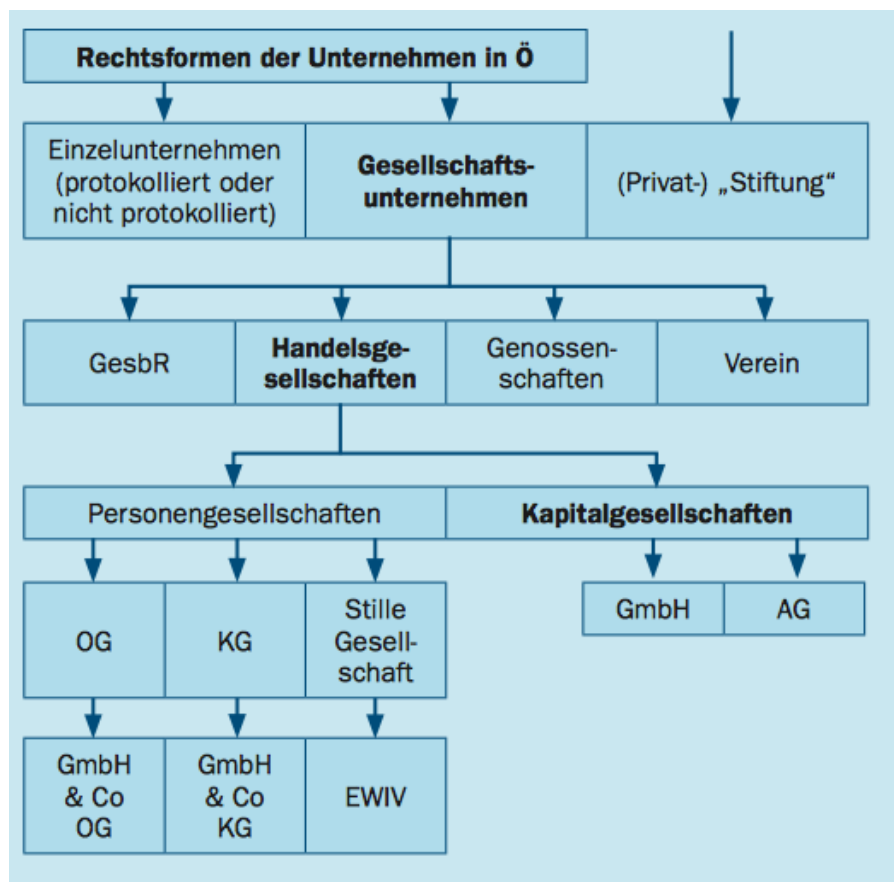 Rechtsformen der Unternehmen in Ö
Einzelunternehmen
(protokolliert oder
nicht protokolliert)
Gesellschafts-
unternehmen
(Privat-) „Stiftung“
GesbR
Handelsge-
sellschaften
Genossen-
schaften
Verein
Personengesellschaften
Kapitalgesellschaften
OG
KG
Stille
Gesell-
schaft
GmbH
AG
GmbH
& Co
OG
GmbH
& Co
KG
EWIV